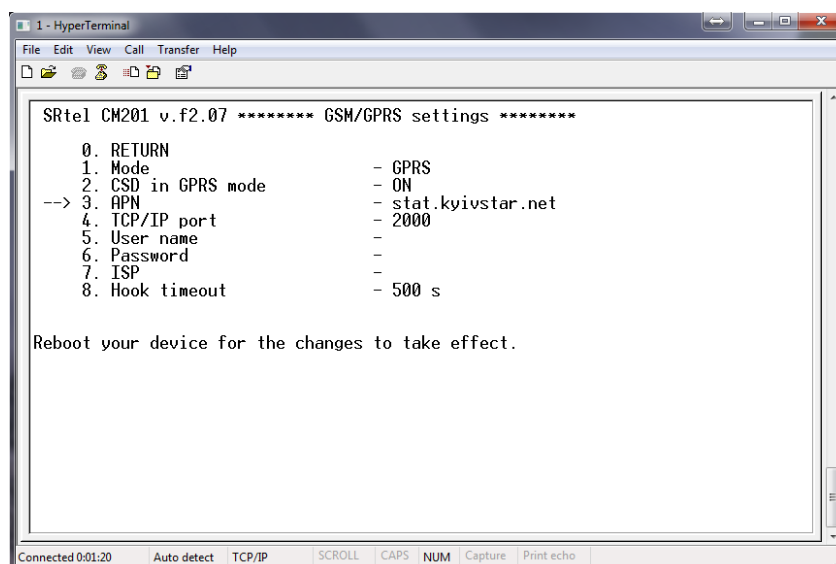 1 - HyperTerminal
File Edit View Call Transfer Help
SRtel CM201 v.f2.07 ******** GSM/GPRS settings ********
0. RETURN
1. Mode - GPRS
2. CSD in GPRS mode - ON
--> 3. APN - stat.kyivstar.net
4. TCP/IP port - 2000
5. User name -
6. Password -
7. ISP -
8. Hook timeout - 500 s
Reboot your device for the changes to take effect.
Connected 0:01:20 Auto detect TCP/IP SCROLL CAPS NUM Capture Print echo